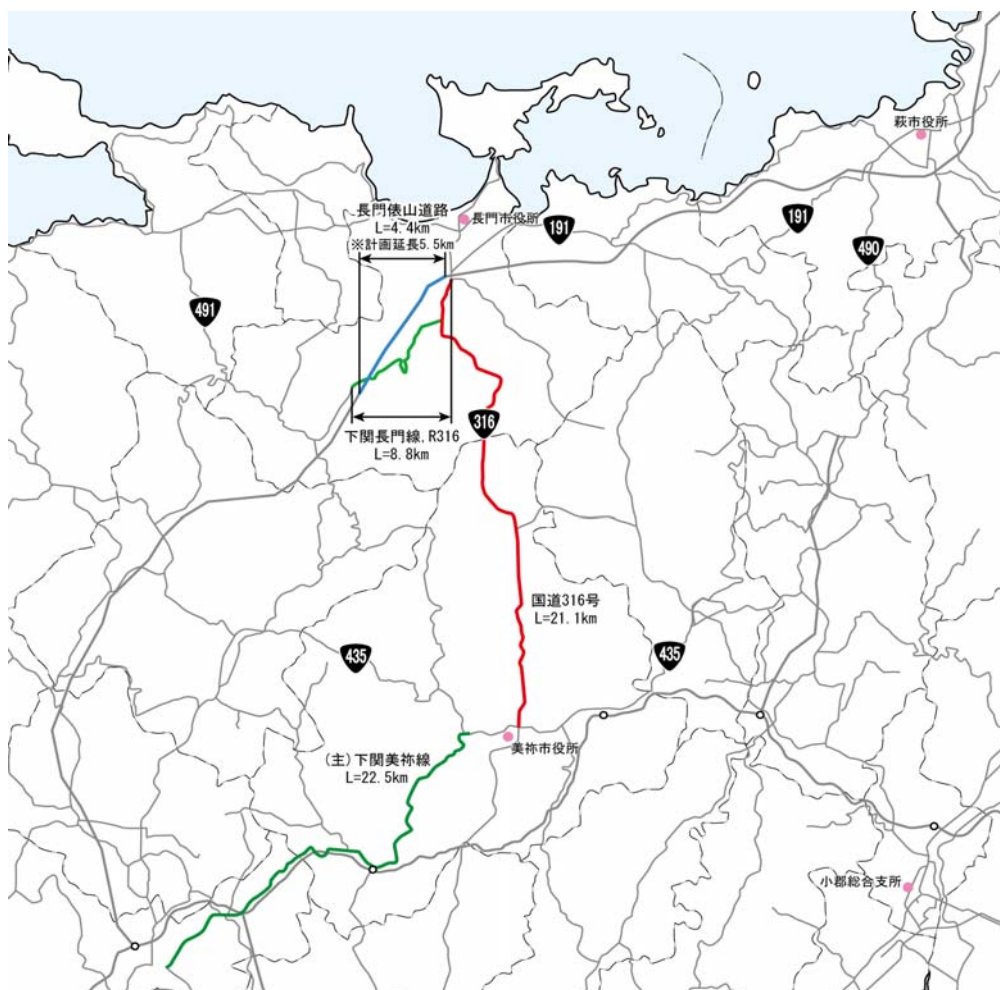 萩市役所
長門俵山道路
L=4.4km
※計画延長5.5km
長門市役所
191
191
490
491
316
下関長門線,R316
L=8.8km
国道316号
L=21.1km
435
435
美祢市役所
(主)下関美祢線
L=22.5km
小郡総合支所